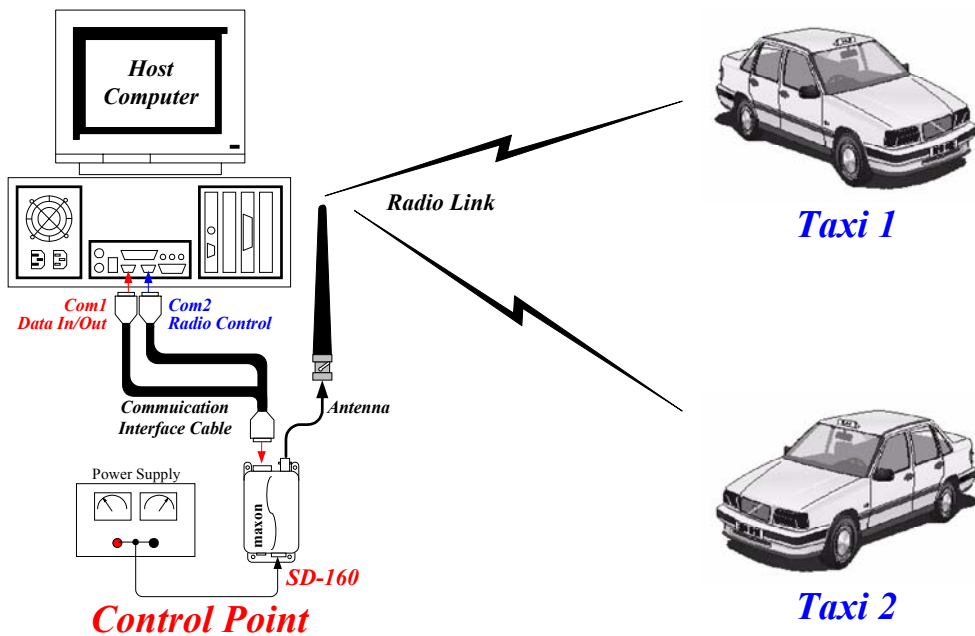 Host
Computer
Radio Link
Taxi 1
Com1
Data In/Out
Com2
Radio Control
Commuication
Interface Cable
Antenna
Power Supply
maxon
SD-160
Control Point
Taxi 2